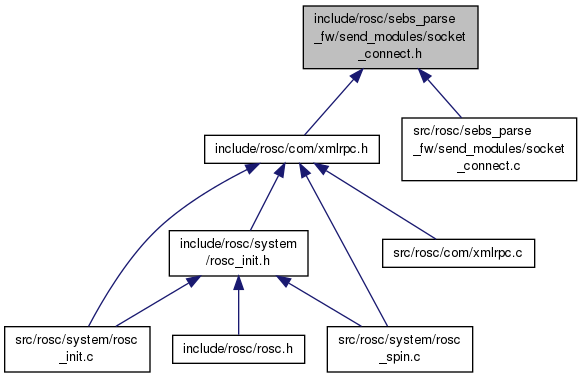 include/rosc/sebs_parse
_fw/send_modules/socket
_connect.h
src/rosc/sebs_parse
_fw/send_modules/socket
_connect.c
include/rosc/com/xmlrpc.h
include/rosc/system
/rosc_init.h
src/rosc/com/xmlrpc.c
src/rosc/system/rosc
_init.c
include/rosc/rosc.h
src/rosc/system/rosc
_spin.c